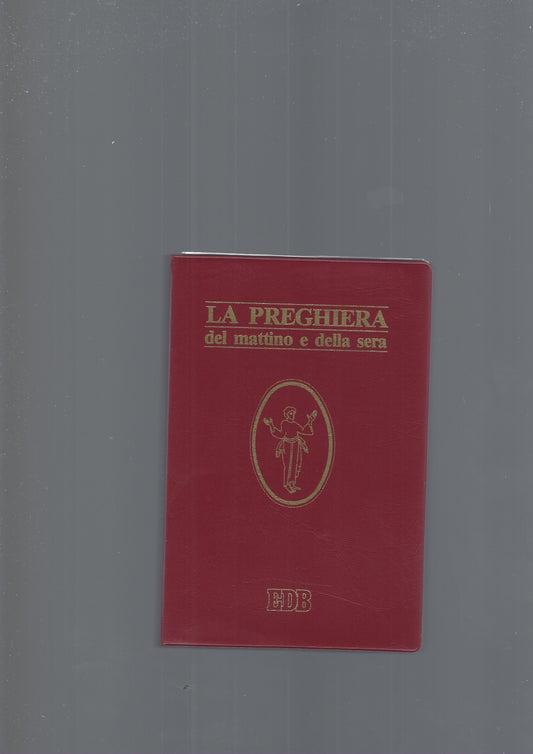 LA PREGHIERA
del mattino e della sera
EDB